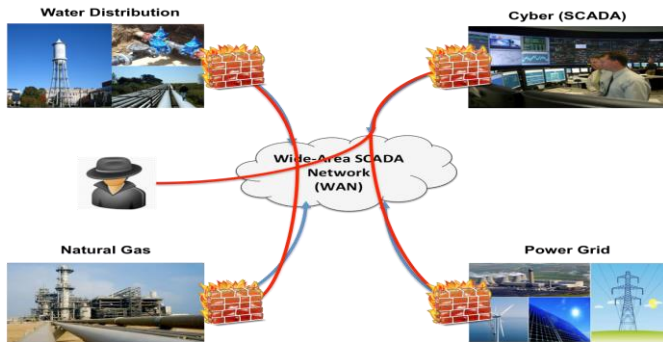 Water Distribution
Cyber (SCADA)
Wide-Area SCADA
Network
(WAN)
Natural Gas
Power Grid